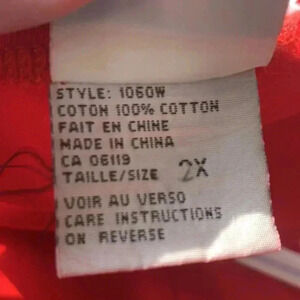 STYLE: 1060W
COTON 100% COTTON
FAIT EN CHINE
MADE IN CHINA
CA 06119
TAILLE/SIZE 2X
VOIR AU VERSO
CARE INSTRUCTIONS
ON REVERSE